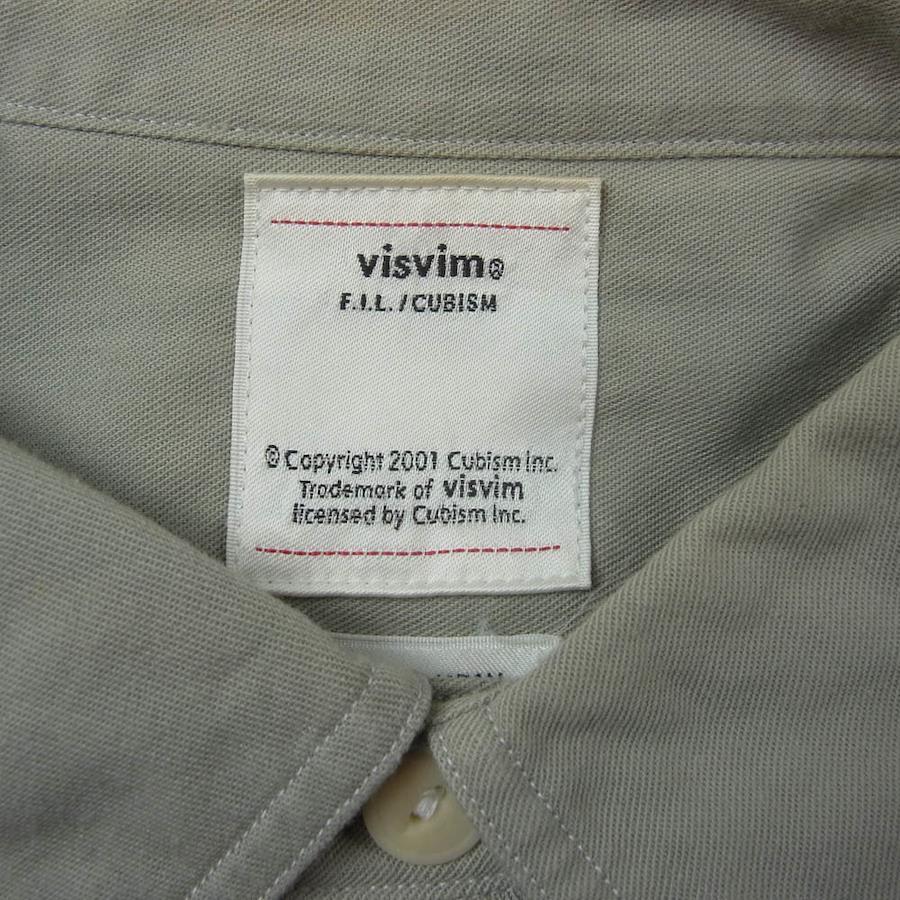 visvim®
F.I.L. / CUBISM
® Copyright 2001 Cubism Inc.
Trademark of visvim
licensed by Cubism Inc.